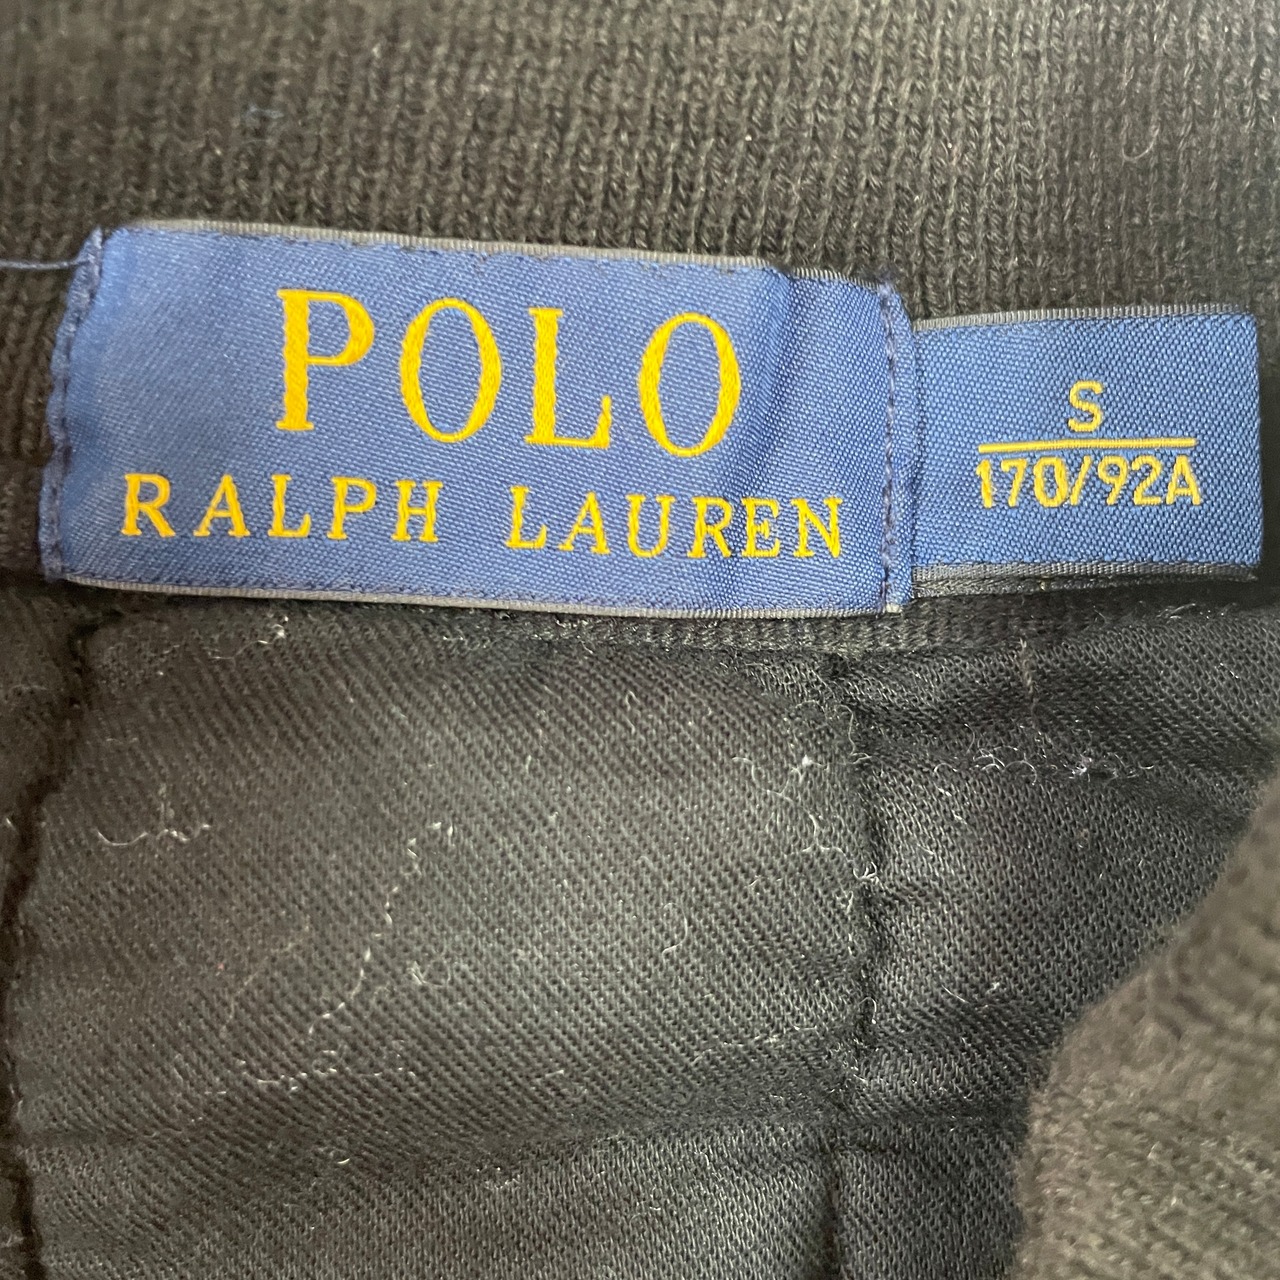 POLO
RALPH LAUREN
S
170/92A